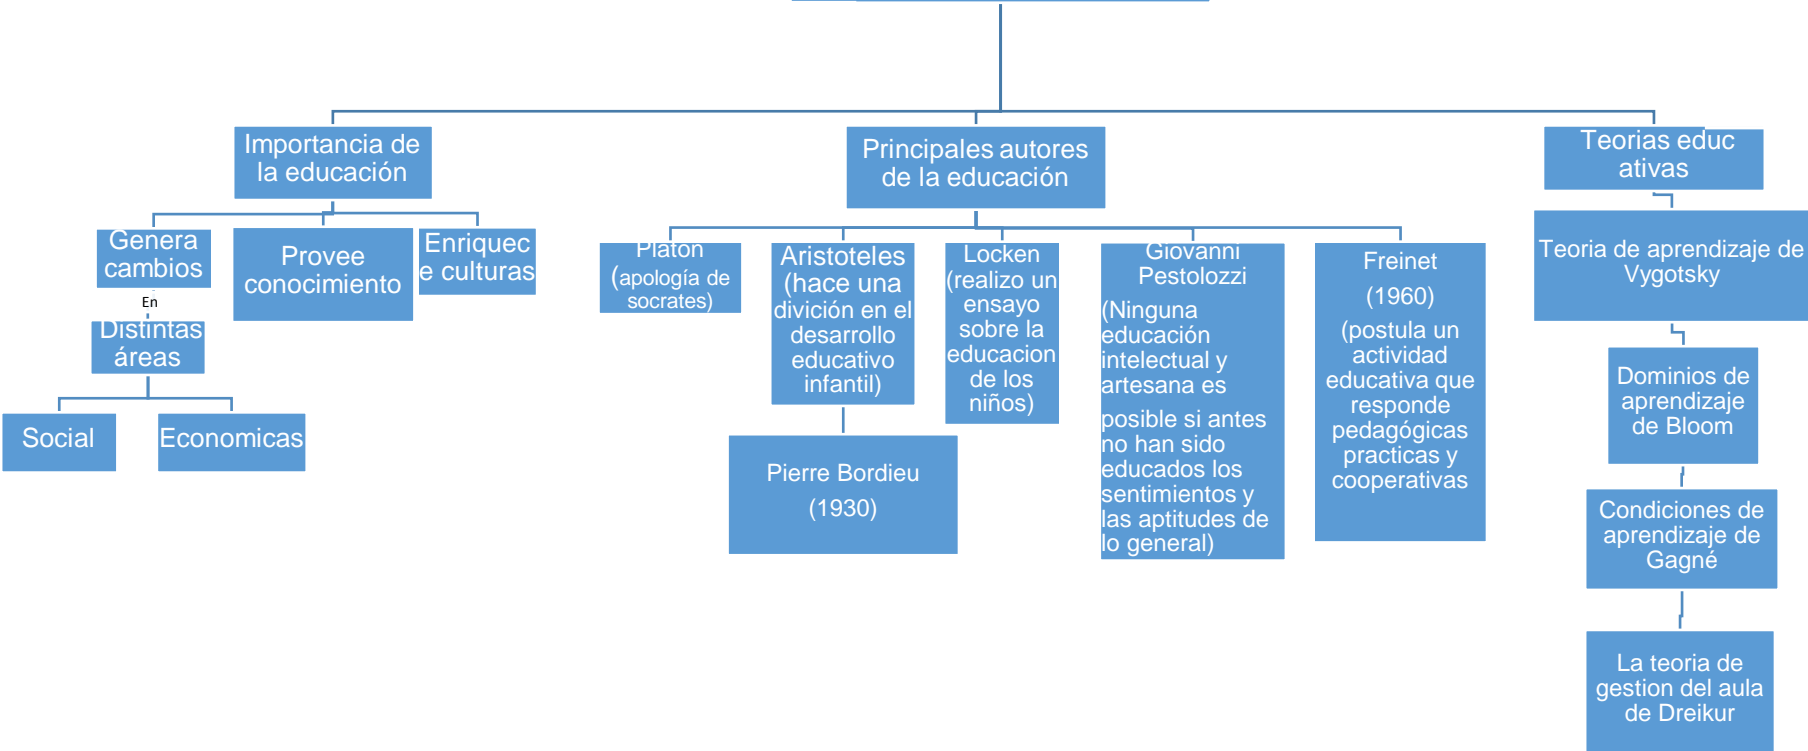 Importancia de
la educación
Principales autores
de la educación
Teorias educ
ativas
Genera
cambios
En
Distintas
áreas
Social
Economicas
Provee
conocimiento
Enriquec
e culturas
Platon
(apología de
socrates)
Aristoteles
(hace una
divición en el
desarrollo
educativo
infantil)
Pierre Bordieu
(1930)
Locken
(realizo un
ensayo
sobre la
educacion
de los
niños)
Giovanni
Pestolozzi
(Ninguna
educación
intelectual y
artesana es
posible si antes
no han sido
educados los
sentimientos y
las aptitudes de
lo general)
Freinet
(1960)
(postula un
actividad
educativa que
responde
pedagógicas
practicas y
cooperativas
Teoria de aprendizaje de
Vygotsky
Dominios de
aprendizaje
de Bloom
Condiciones de
aprendizaje de
Gagné
La teoria de
gestion del aula
de Dreikur